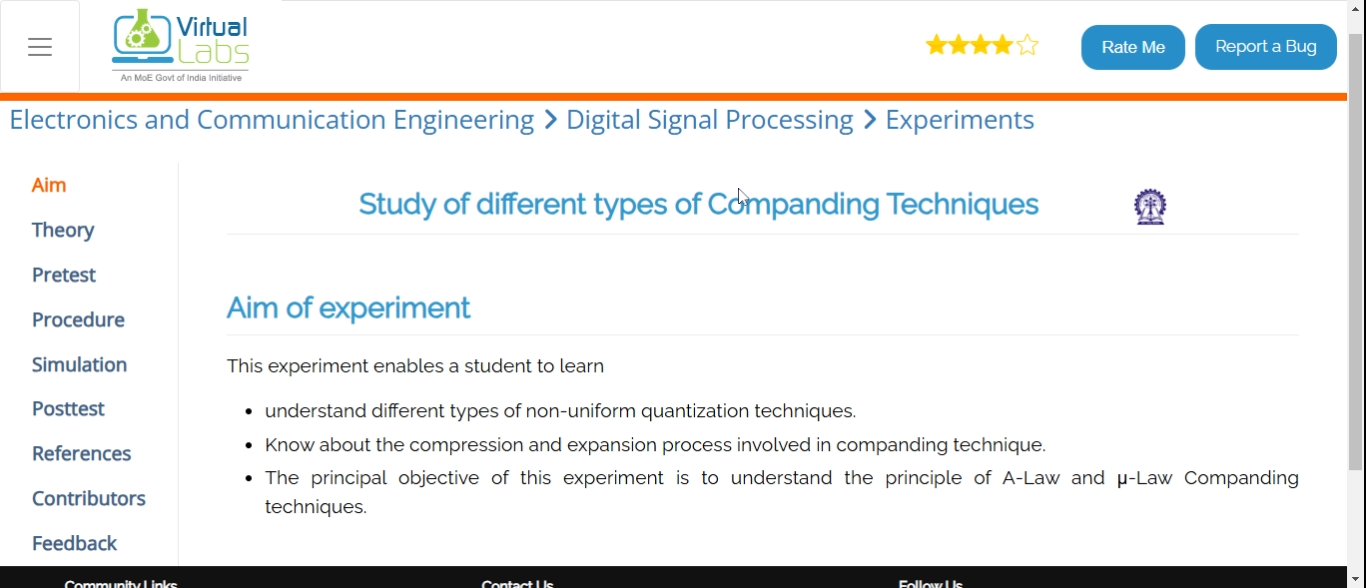 Virtual
Labs
An MoE Govt of India Initiative
Rate Me
Report a Bug
Electronics and Communication Engineering > Digital Signal Processing > Experiments
Aim
Theory
Pretest
Procedure
Simulation
Posttest
References
Contributors
Feedback
Study of different types of Companding Techniques
Aim of experiment
This experiment enables a student to learn
• understand different types of non-uniform quantization techniques.
• Know about the compression and expansion process involved in companding technique.
• The principal objective of this experiment is to understand the principle of A-Law and μ-Law Companding
techniques.
Community Links
Contact Us
Follow Us